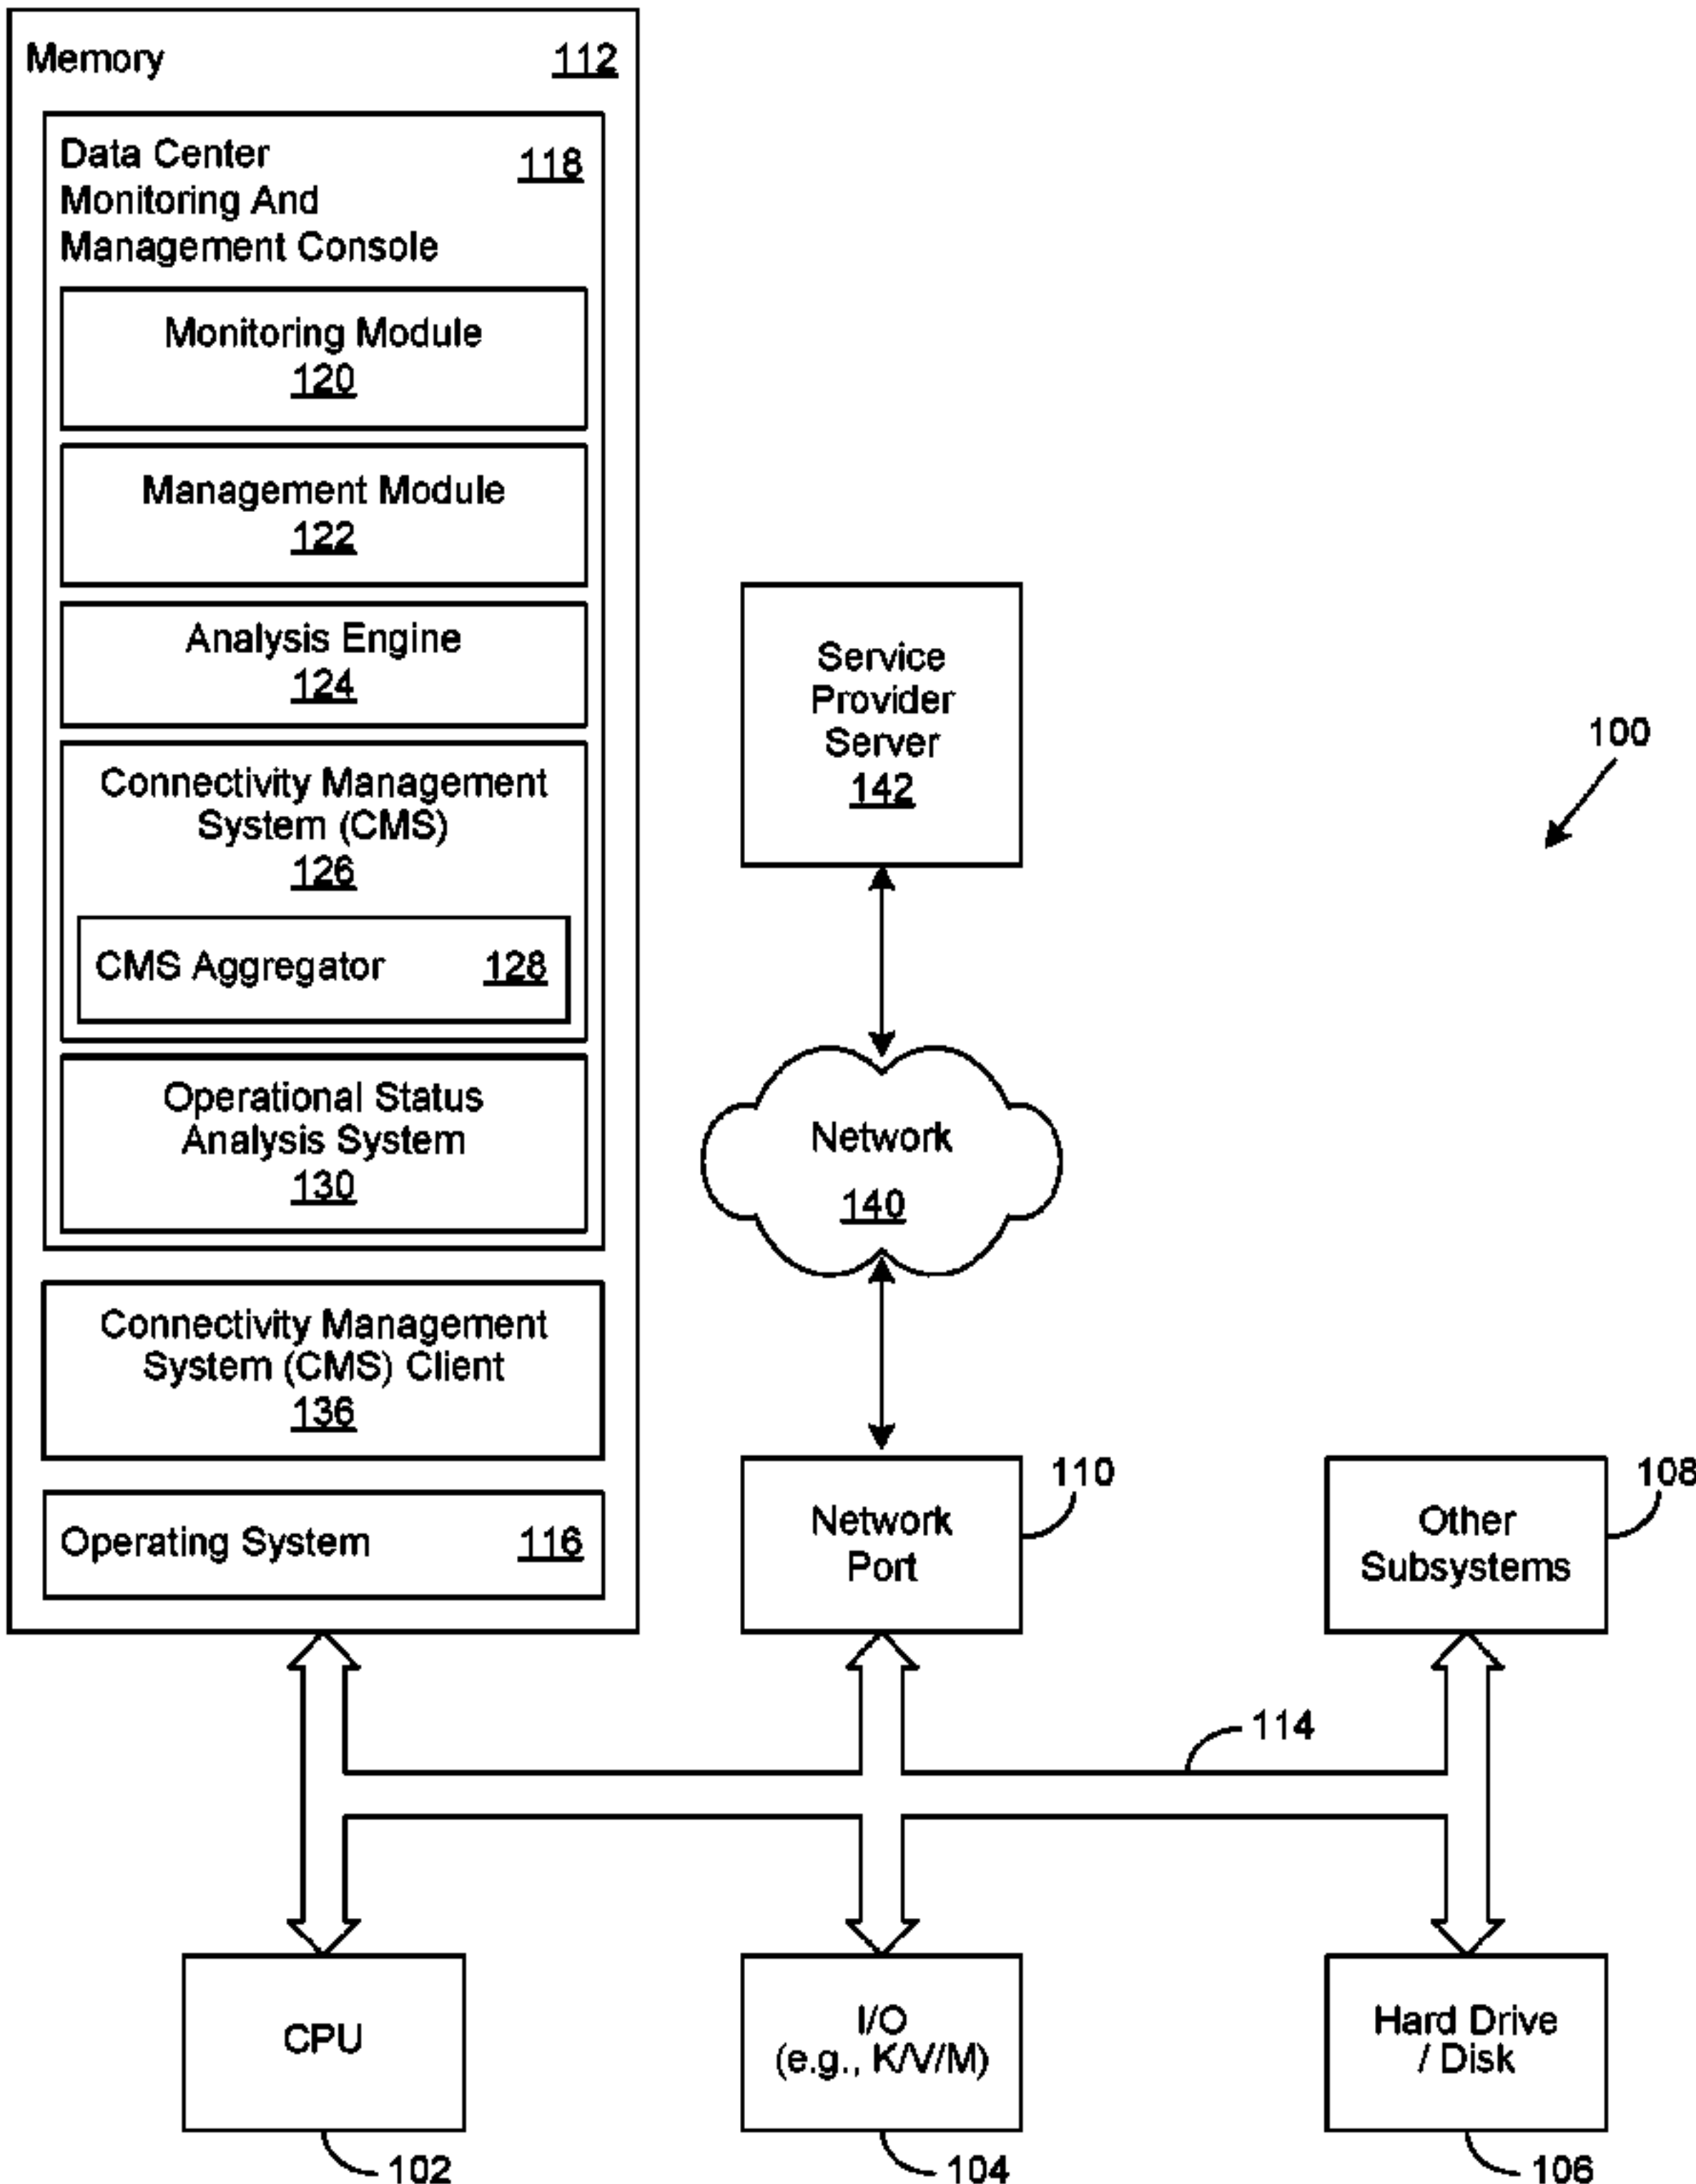 Memory 112
Data Center 118
Monitoring And
Management Console
Monitoring Module
120
Management Module
122
Analysis Engine
124
Connectivity Management
System (CMS)
126
CMS Aggregator 128
Operational Status
Analysis System
130
Connectivity Management
System (CMS) Client
136
Operating System 116
Service
Provider
Server
142
100
Network
140
Network
Port
110
Other
Subsystems
108
114
CPU
102
I/O
(e.g., K/V/M)
104
Hard Drive
/ Disk
106